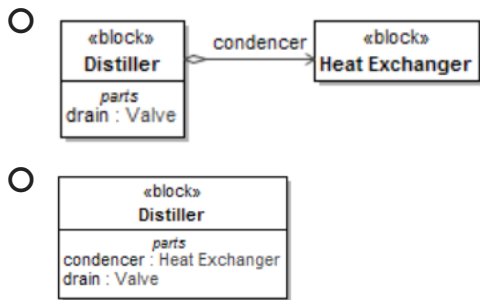 «block»
Distiller
parts
drain : Valve
condencer
«block»
Heat Exchanger
«block»
Distiller
parts
condencer : Heat Exchanger
drain : Valve